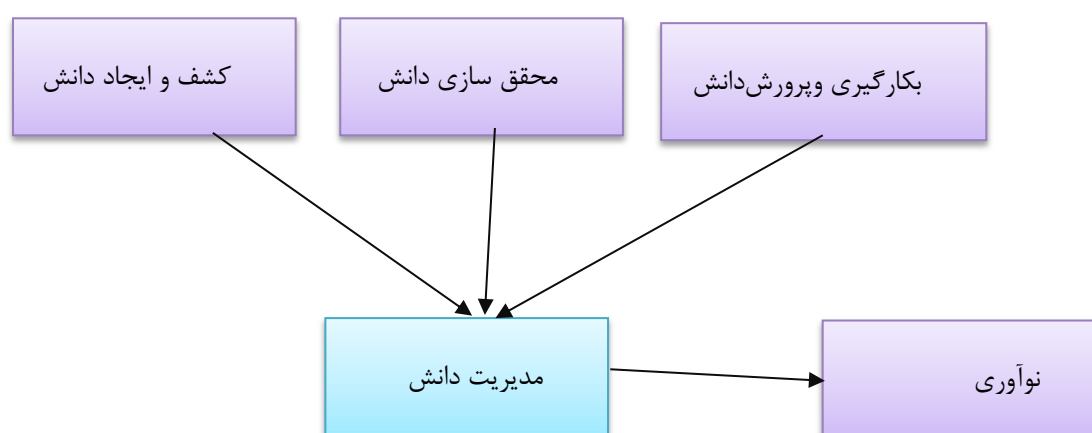 بکارگیری وپرورش‌دانش
محقق سازی دانش
کشف و ایجاد دانش
نوآوری
مدیریت دانش